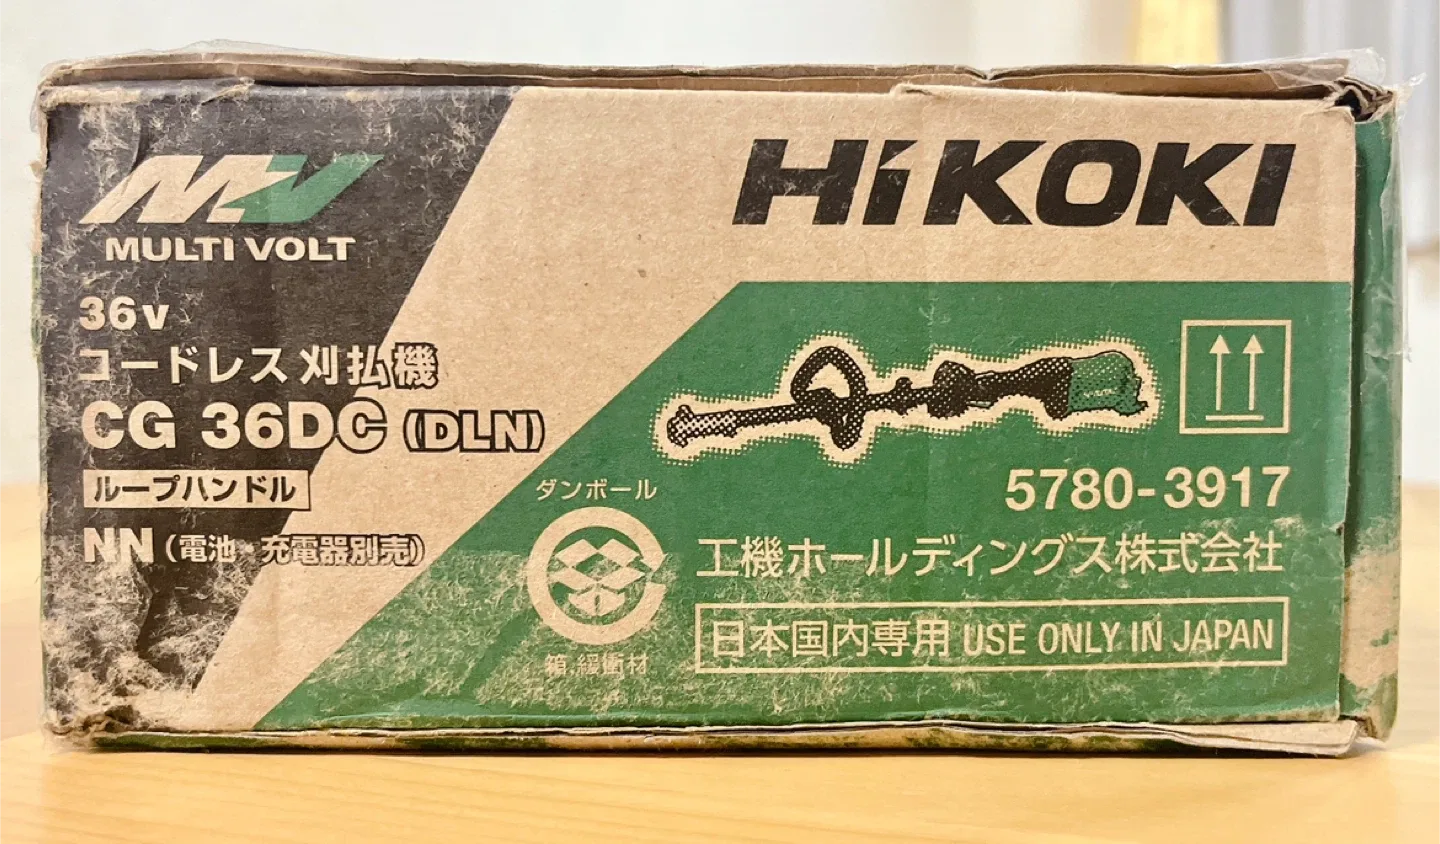 MULTI VOLT
36v
コードレス刈払機
CG 36DC (DLN)
ループハンドル
NN (電池・充電器別売)
HiKOKI
5780-3917
工機ホールディングス株式会社
日本国内専用 USE ONLY IN JAPAN
ダンボール
箱,緩衝材